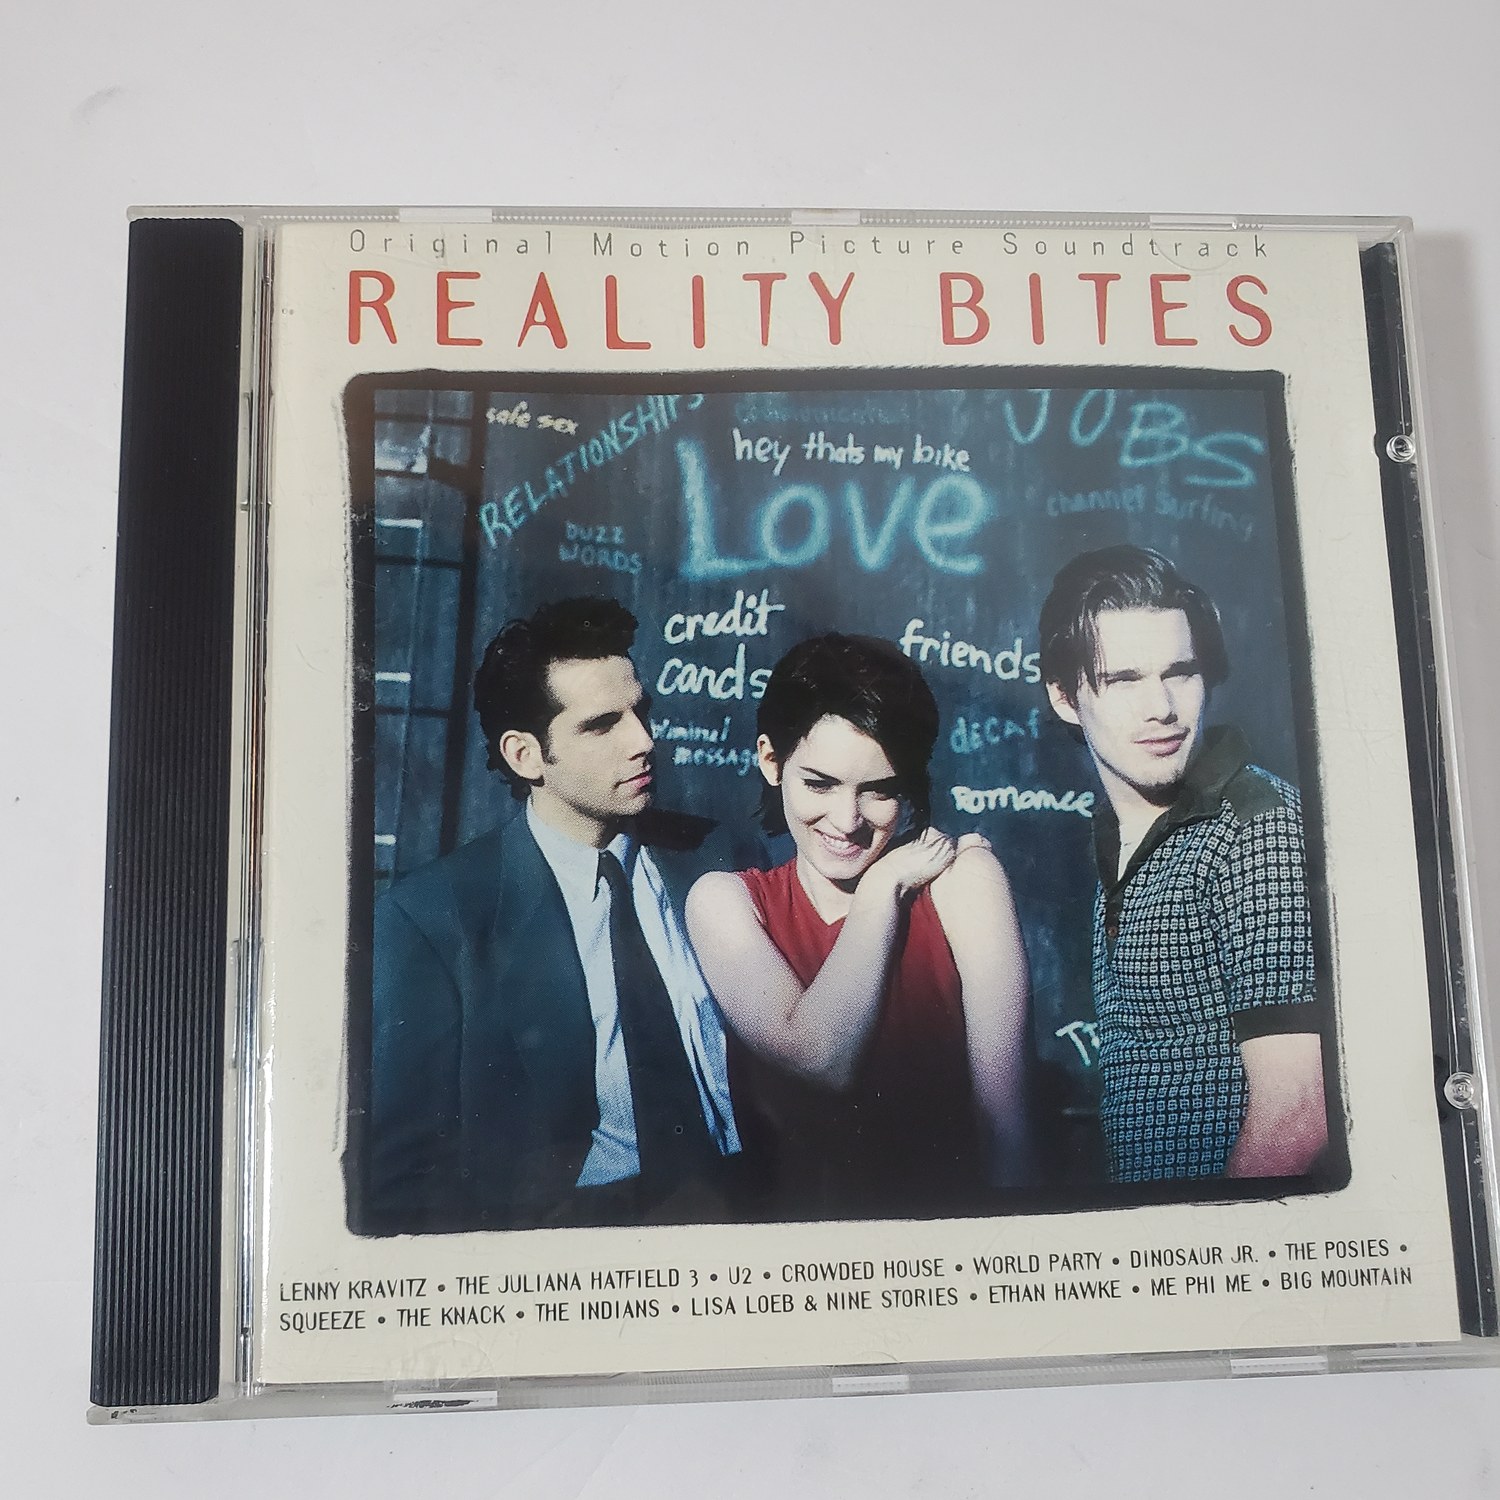 Original Motion Picture Soundtrack
REALITY BITES
safe sex
RELATIONSHIPS
hey thats my bike
JOBS
Love
channel surfing
buzz
WORDS
credit
cards
friends
message
decaf
Romance
LENNY KRAVITZ • THE JULIANA HATFIELD 3 • U2 • CROWDED HOUSE • WORLD PARTY • DINOSAUR JR. • THE POSIES •
SQUEEZE • THE KNACK • THE INDIANS • LISA LOEB & NINE STORIES • ETHAN HAWKE • ME PHI ME • BIG MOUNTAIN